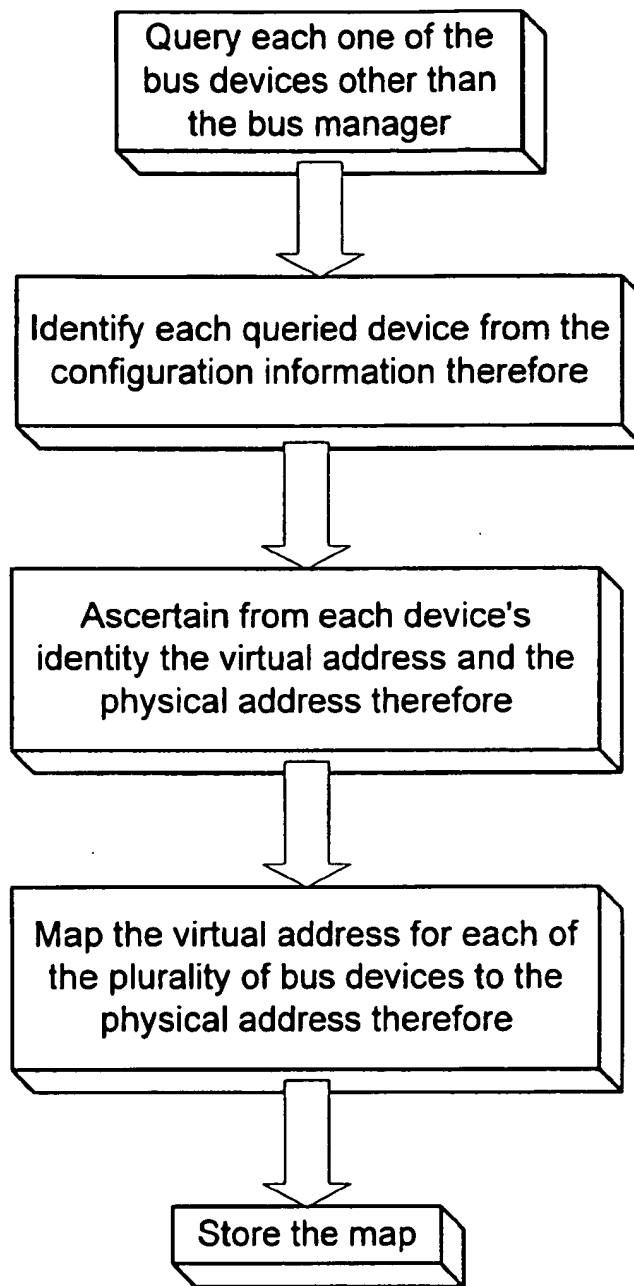 Query each one of the
bus devices other than
the bus manager
Identify each queried device from the
configuration information therefore
Ascertain from each device's
identity the virtual address and the
physical address therefore
Map the virtual address for each of
the plurality of bus devices to the
physical address therefore
Store the map